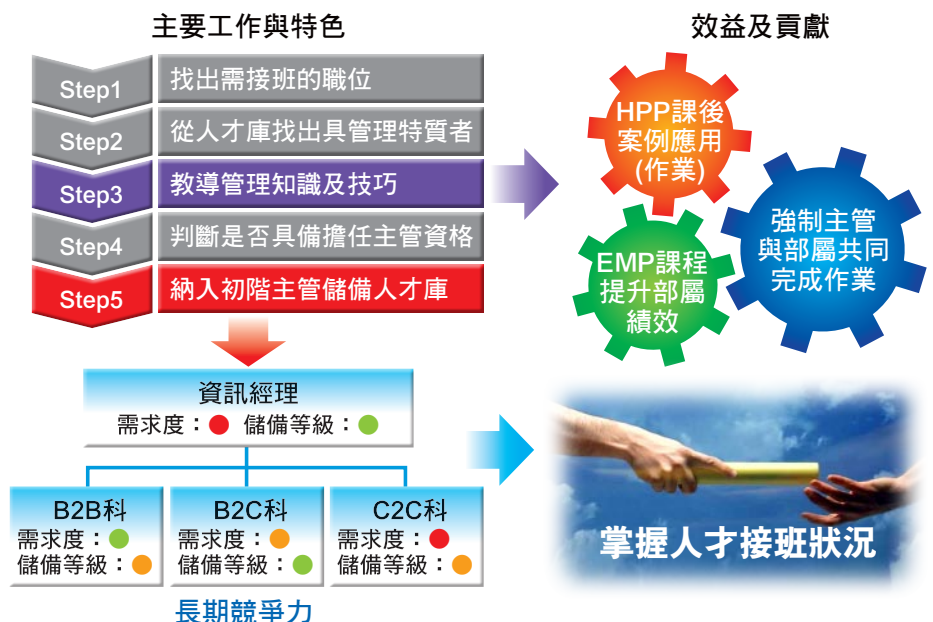 主要工作與特色
Step1
找出需接班的職位
Step2
從人才庫找出具管理特質者
Step3
教導管理知識及技巧
Step4
判斷是否具備擔任主管資格
Step5
納入初階主管儲備人才庫
效益及貢獻
HPP課後
案例應用
(作業)
EMP課程
提升部屬
績效
強制主管
與部屬共同
完成作業
資訊經理
需求度：儲備等級：
B2B科
需求度：
儲備等級：
B2C科
需求度：
儲備等級：
C2C科
需求度：
儲備等級：
長期競爭力
掌握人才接班狀況